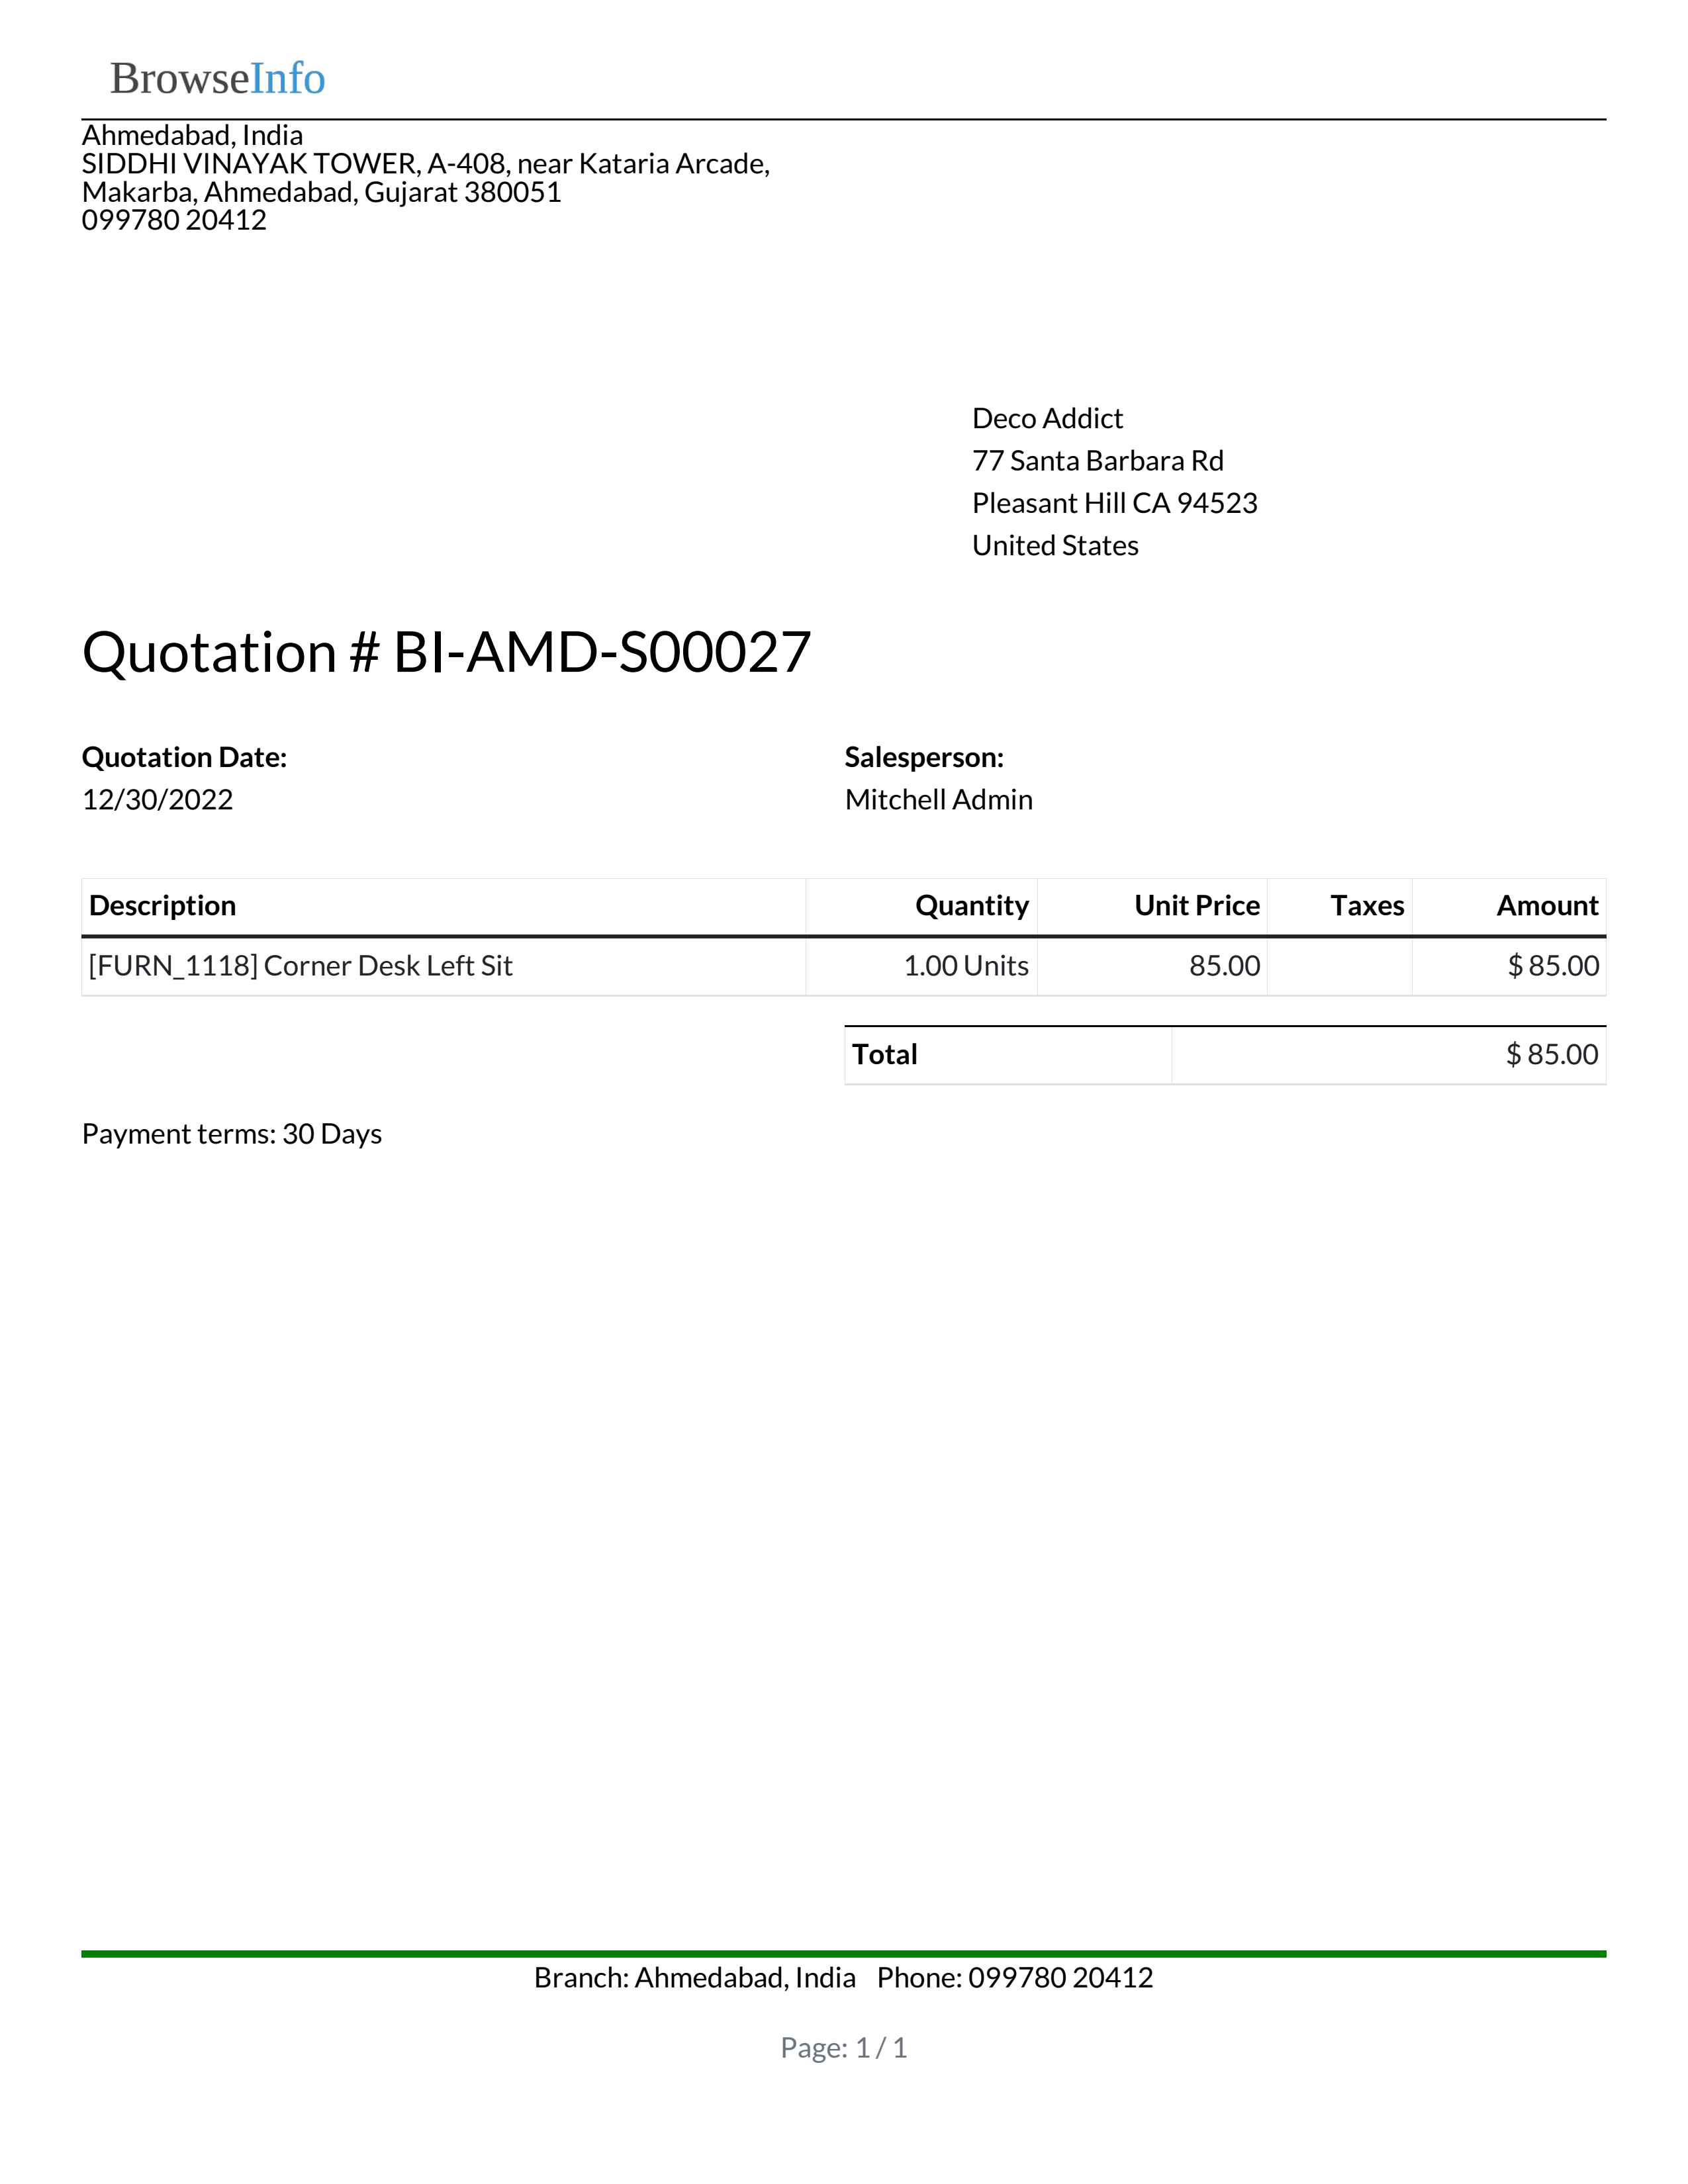 BrowseInfo
Ahmedabad, India
SIDDHI VINAYAK TOWER, A-408, near Kataria Arcade,
Makarba, Ahmedabad, Gujarat 380051
099780 20412
Deco Addict
77 Santa Barbara Rd
Pleasant Hill CA 94523
United States
Quotation # BI-AMD-S00027
Quotation Date: Salesperson:
12/30/2022 Mitchell Admin
Description Quantity Unit Price Taxes Amount
[FURN_1118] Corner Desk Left Sit 1.00 Units 85.00 $ 85.00
Total $ 85.00
Payment terms: 30 Days
Branch: Ahmedabad, India Phone: 099780 20412
Page: 1 / 1